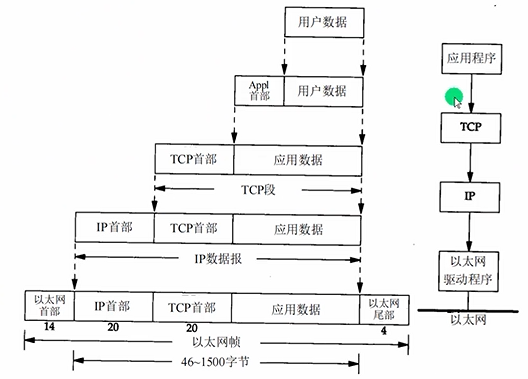 用户数据
Appl
首部
用户数据
TCP首部
应用数据
TCP段
IP首部
TCP首部
应用数据
IP数据报
以太网
首部
IP首部
TCP首部
应用数据
以太网
尾部
14
20
20
4
以太网帧
46~1500字节
应用程序
TCP
IP
以太网
驱动程序
以太网